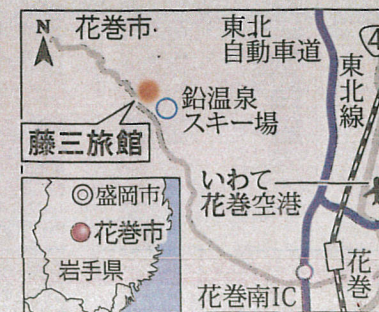 N
花巻市
東北
自動車道
4
東北線
鉛温泉
スキー場
藤三旅館
いわて
花巻空港
盛岡市
花巻市
岩手県
花巻
花巻南IC